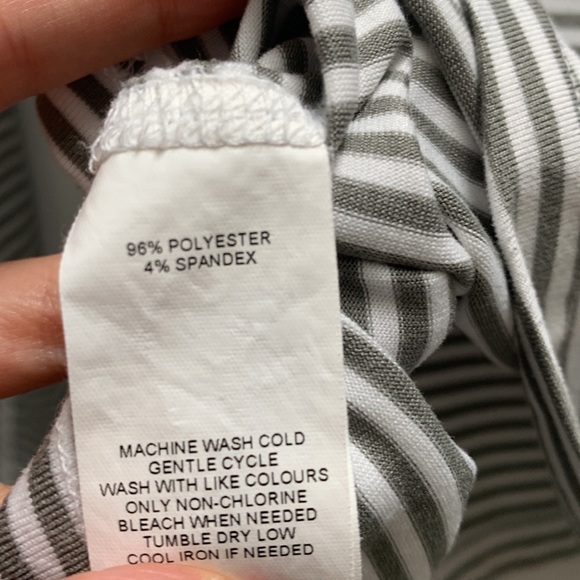 96% POLYESTER
4% SPANDEX
MACHINE WASH COLD
GENTLE CYCLE
WASH WITH LIKE COLOURS
ONLY NON-CHLORINE
BLEACH WHEN NEEDED
TUMBLE DRY LOW
COOL IRON IF NEEDED